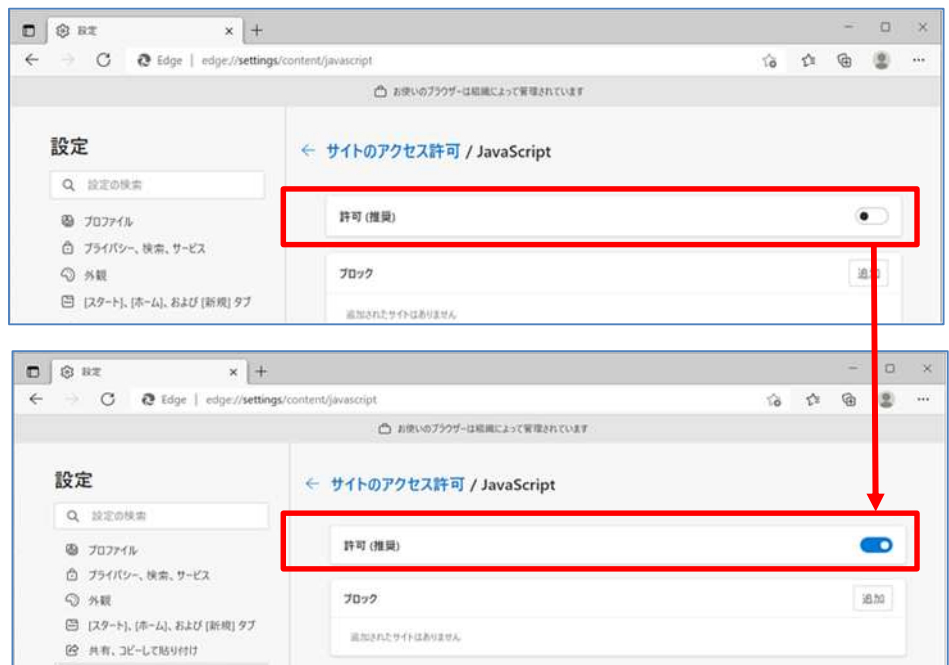 設定
Edge | edge://settings/content/javascript
お使いのブラウザーは組織によって管理されています
設定
設定の検索
プロファイル
プライバシー、検索、サービス
外観
[スタート]、[ホーム]、および [新規] タブ
サイトのアクセス許可 / JavaScript
許可 (推奨)
ブロック
追加
追加されたサイトはありません
設定
Edge | edge://settings/content/javascript
お使いのブラウザーは組織によって管理されています
設定
設定の検索
プロファイル
プライバシー、検索、サービス
外観
[スタート]、[ホーム]、および [新規] タブ
共有、コピーして貼り付け
サイトのアクセス許可 / JavaScript
許可 (推奨)
ブロック
追加
追加されたサイトはありません